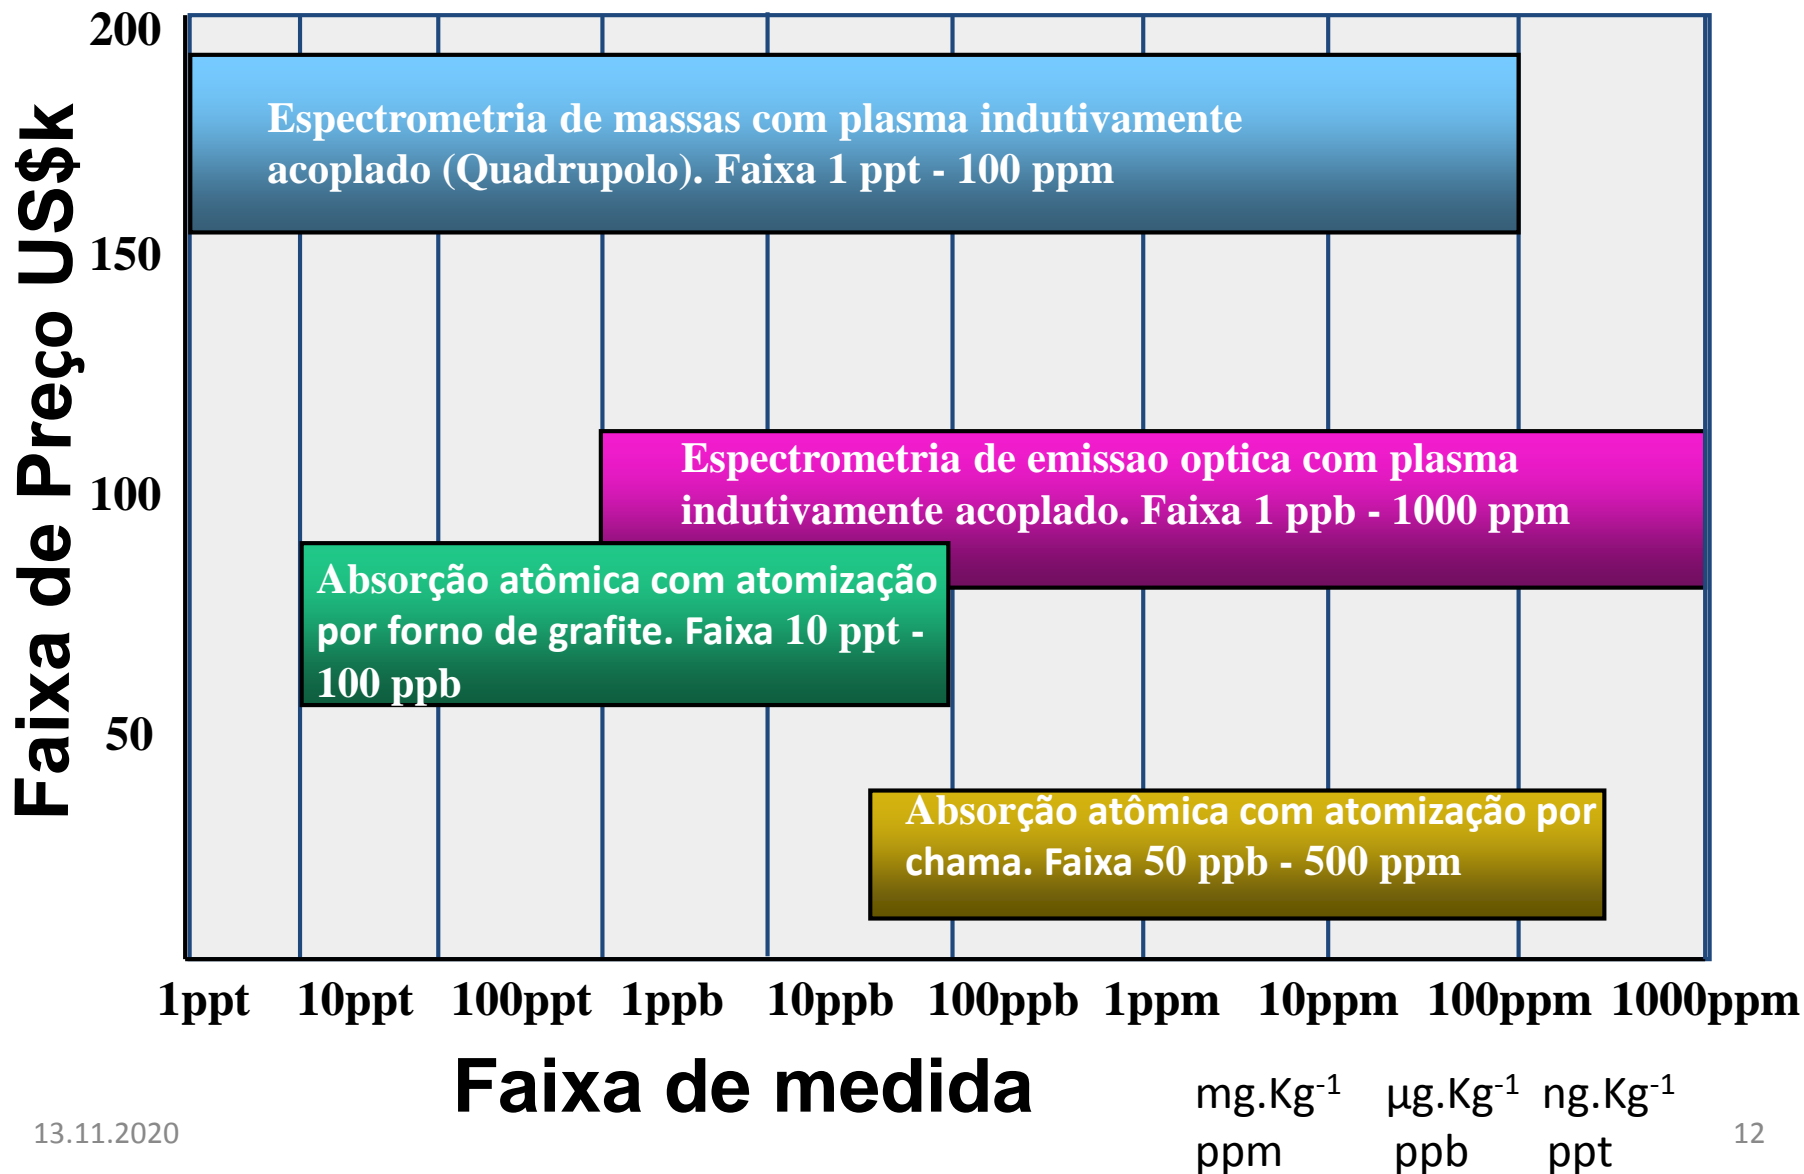 Faixa de Preço US$k
200
150
100
50
Espectrometria de massas com plasma indutivamente
acoplado (Quadrupolo). Faixa 1 ppt - 100 ppm
Espectrometria de emissao optica com plasma
indutivamente acoplado. Faixa 1 ppb - 1000 ppm
Absorção atômica com atomização
por forno de grafite. Faixa 10 ppt -
100 ppb
Absorção atômica com atomização por
chama. Faixa 50 ppb - 500 ppm
1ppt 10ppt 100ppt 1ppb 10ppb 100ppb 1ppm 10ppm 100ppm 1000ppm
Faixa de medida
mg.Kg⁻¹ µg.Kg⁻¹ ng.Kg⁻¹
ppm ppb ppt
13.11.2020
12